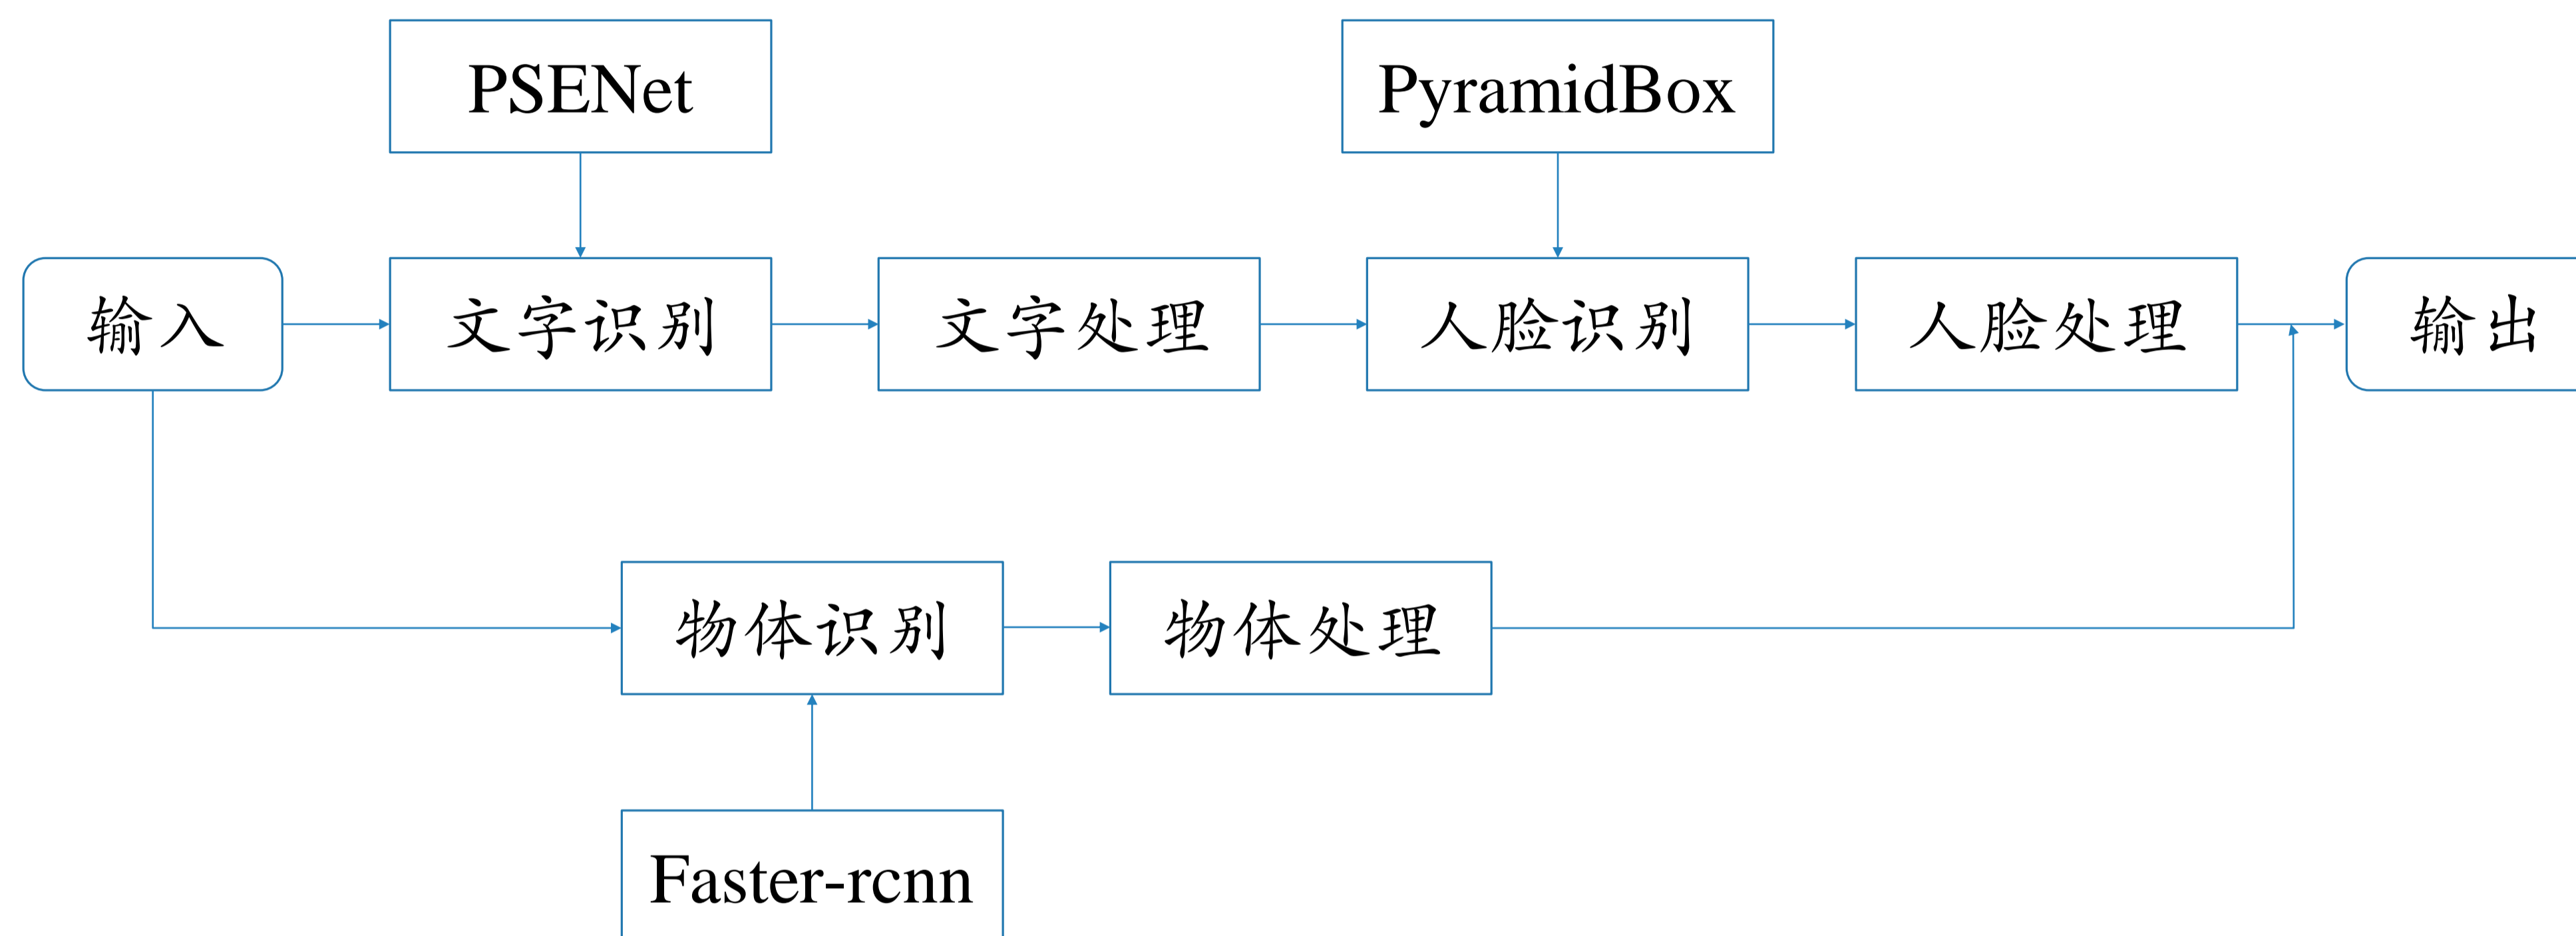 PSENet
PyramidBox
输入
文字识别
文字处理
人脸识别
人脸处理
输出
物体识别
物体处理
Faster-rcnn